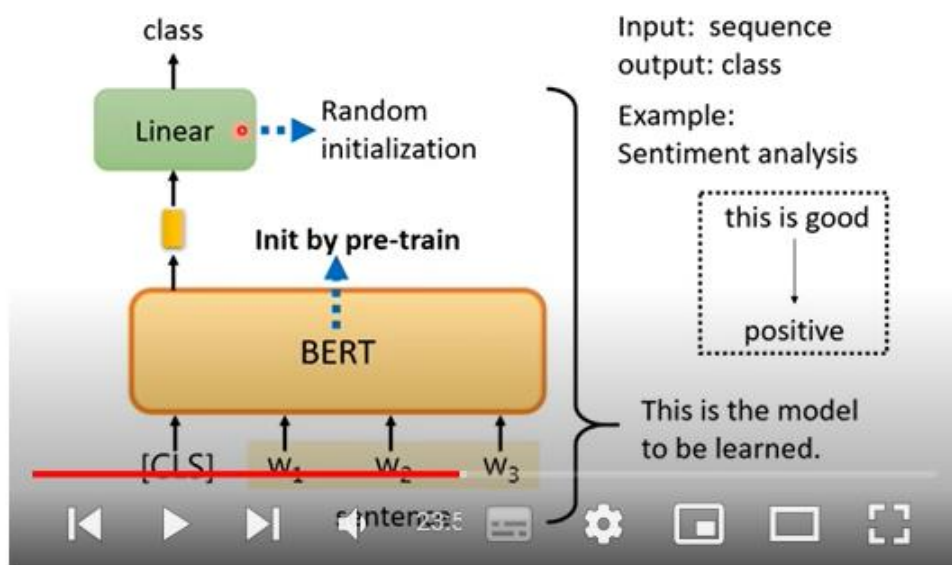 class
Input: sequence
output: class
Linear
Random
initialization
Example:
Sentiment analysis
this is good
Init by pre-train
positive
BERT
This is the model
to be learned.
[CLS] w₁ w₂ w₃
sentence